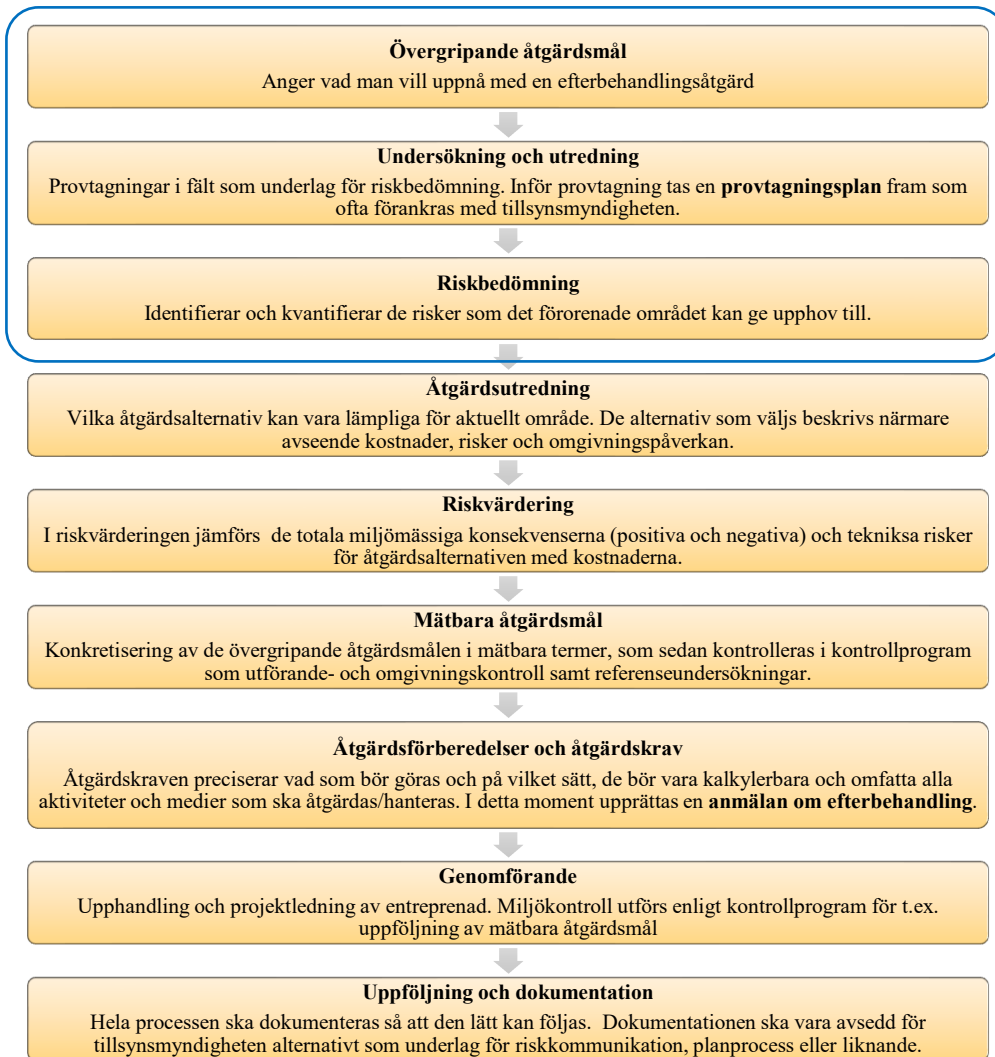 Övergripande åtgärdsmål
Anger vad man vill uppnå med en efterbehandlingsåtgärd
Undersökning och utredning
Provtagningar i fält som underlag för riskbedömning. Inför provtagning tas en provtagningsplan fram som
ofta förankras med tillsynsmyndigheten.
Riskbedömning
Identifierar och kvantifierar de risker som det förorenade området kan ge upphov till.
Åtgärdsutredning
Vilka åtgärdsalternativ kan vara lämpliga för aktuellt område. De alternativ som väljs beskrivs närmare
avseende kostnader, risker och omgivningspåverkan.
Riskvärdering
I riskvärderingen jämförs  de totala miljömässiga konsekvenserna (positiva och negativa) och tekniksa risker
för åtgärdsalternativen med kostnaderna.
Mätbara åtgärdsmål
Konkretisering av de övergripande åtgärdsmålen i mätbara termer, som sedan kontrolleras i kontrollprogram
som utförande- och omgivningskontroll samt referenseundersökningar.
Åtgärdsförberedelser och åtgärdskrav
Åtgärdskraven preciserar vad som bör göras och på vilket sätt, de bör vara kalkylerbara och omfatta alla
aktiviteter och medier som ska åtgärdas/hanteras. I detta moment upprättas en anmälan om efterbehandling.
Genomförande
Upphandling och projektledning av entreprenad. Miljökontroll utförs enligt kontrollprogram för t.ex.
uppföljning av mätbara åtgärdsmål
Uppföljning och dokumentation
Hela processen ska dokumenteras så att den lätt kan följas.  Dokumentationen ska vara avsedd för
tillsynsmyndigheten alternativt som underlag för riskkommunikation, planprocess eller liknande.